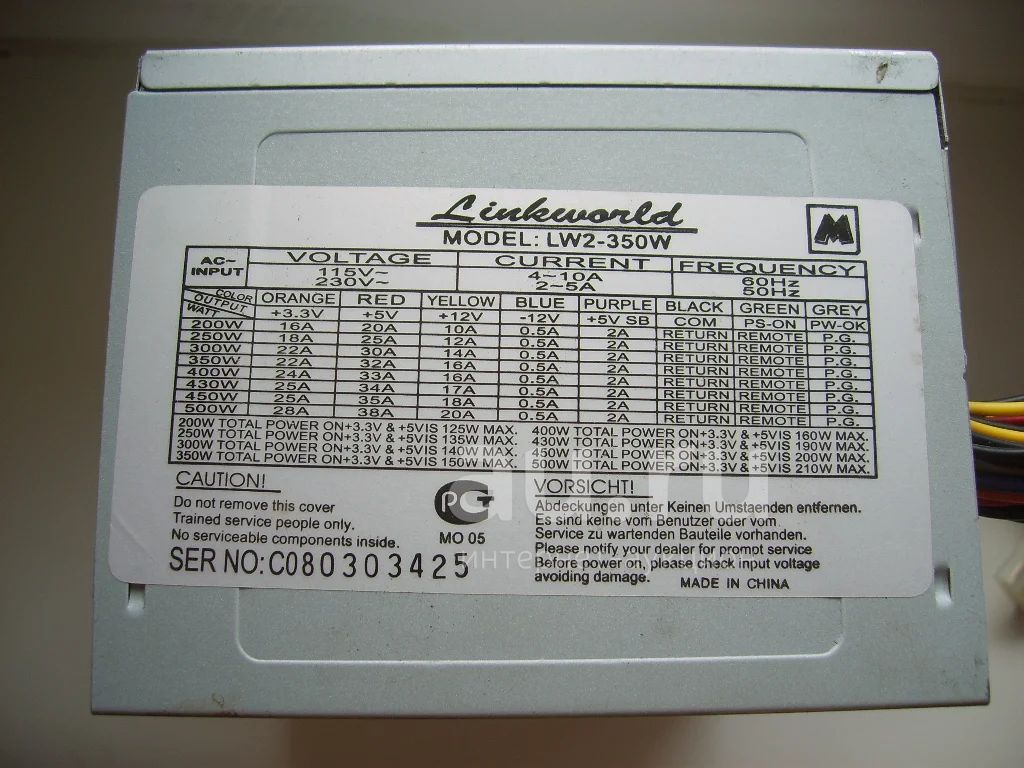 Linkworld
MODEL: LW2-350W
M
AC~ INPUT VOLTAGE CURRENT FREQUENCY
115V~ 4~10A 60Hz
230V~ 2~5A 50Hz
COLOR OUTPUT WATT ORANGE RED YELLOW BLUE PURPLE BLACK GREEN GREY
+3.3V +5V +12V -12V +5V SB COM PS-ON PW-OK
200W 16A 20A 10A 0.5A 2A RETURN REMOTE P.G.
250W 18A 25A 12A 0.5A 2A RETURN REMOTE P.G.
300W 22A 30A 14A 0.5A 2A RETURN REMOTE P.G.
350W 22A 32A 16A 0.5A 2A RETURN REMOTE P.G.
400W 24A 33A 16A 0.5A 2A RETURN REMOTE P.G.
430W 25A 34A 17A 0.5A 2A RETURN REMOTE P.G.
450W 25A 35A 18A 0.5A 2A RETURN REMOTE P.G.
500W 28A 38A 20A 0.5A 2A RETURN REMOTE P.G.
200W TOTAL POWER ON+3.3V & +5VIS 125W MAX. 400W TOTAL POWER ON+3.3V & +5VIS 160W MAX.
250W TOTAL POWER ON+3.3V & +5VIS 135W MAX. 430W TOTAL POWER ON+3.3V & +5VIS 190W MAX.
300W TOTAL POWER ON+3.3V & +5VIS 140W MAX. 450W TOTAL POWER ON+3.3V & +5VIS 200W MAX.
350W TOTAL POWER ON+3.3V & +5VIS 150W MAX. 500W TOTAL POWER ON+3.3V & +5VIS 210W MAX.
CAUTION!
Do not remove this cover
Trained service people only.
No serviceable components inside.
РСТ
MO 05
SER NO:C080303425
VORSICHT!
Abdeckungen unter Keinen Umstaenden entfernen.
Es sind keine vom Benutzer oder vom
Service zu wartenden Bauteile vorhanden.
Please notify your dealer for prompt service
Before power on, please check input voltage
avoiding damage.
MADE IN CHINA
au.ru